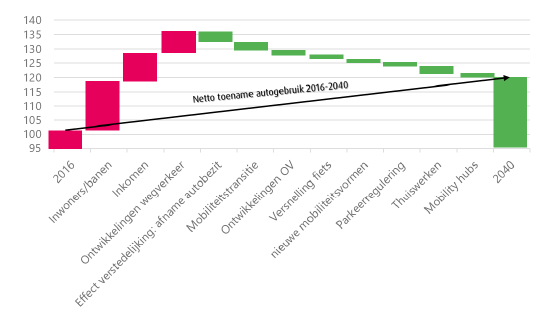 140
135
130
125
120
115
110
105
100
95
Netto toename autogebruik 2016-2040
2016
Inwoners/banen
Inkomen
Ontwikkelingen wegverkeer
Effect verstedelijking: afname autobezit
Mobiliteitstransitie
Ontwikkelingen OV
Versnelling fiets
nieuwe mobiliteitsvormen
Parkeerregulering
Thuiswerken
Mobility hubs
2040